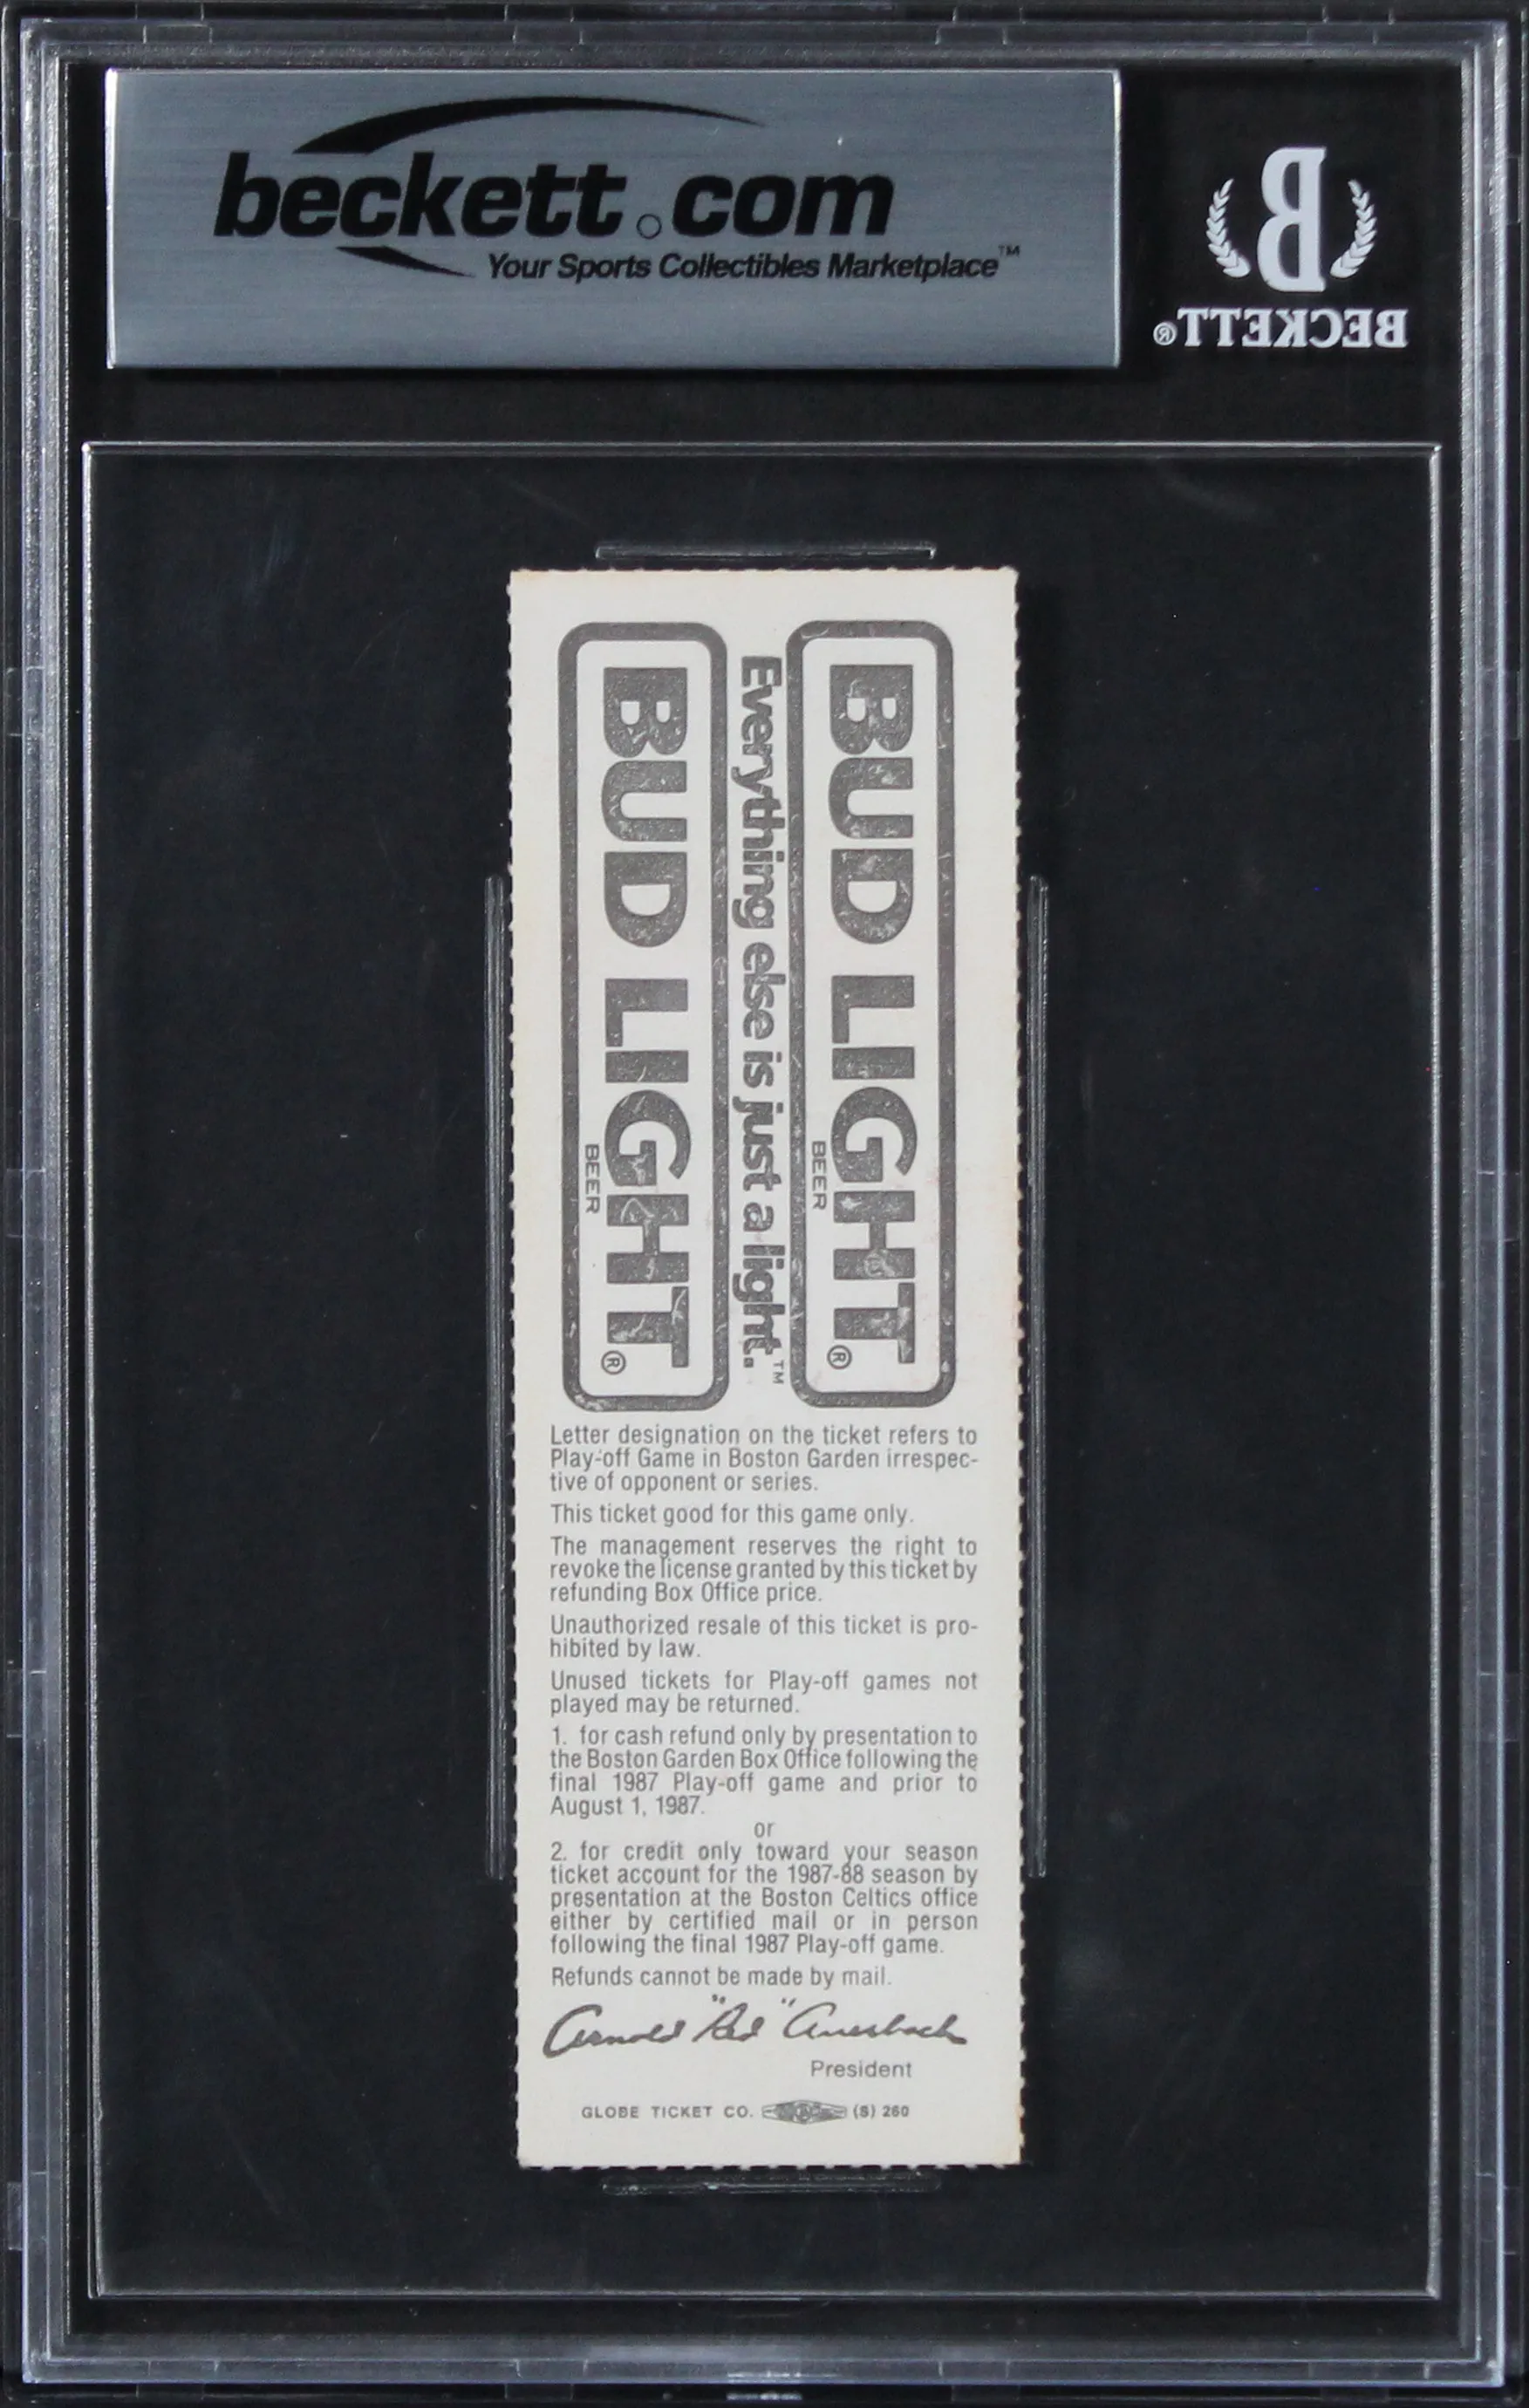 beckett.com
Your Sports Collectibles Marketplace™
B
BECKETT®
BUD LIGHT®
BEER
Everything else is just a light.™
BUD LIGHT®
BEER
Letter designation on the ticket refers to
Play-off Game in Boston Garden irrespec-
tive of opponent or series.
This ticket good for this game only.
The management reserves the right to
revoke the license granted by this ticket by
refunding Box Office price.
Unauthorized resale of this ticket is pro-
hibited by law.
Unused tickets for Play-off games not
played may be returned.
1. for cash refund only by presentation to
the Boston Garden Box Office following the
final 1987 Play-off game and prior to
August 1, 1987.
or
2. for credit only toward your season
ticket account for the 1987-88 season by
presentation at the Boston Celtics office
either by certified mail or in person
following the final 1987 Play-off game.
Refunds cannot be made by mail.
Arnold "Red" Auerbach
President
GLOBE TICKET CO. (S) 260